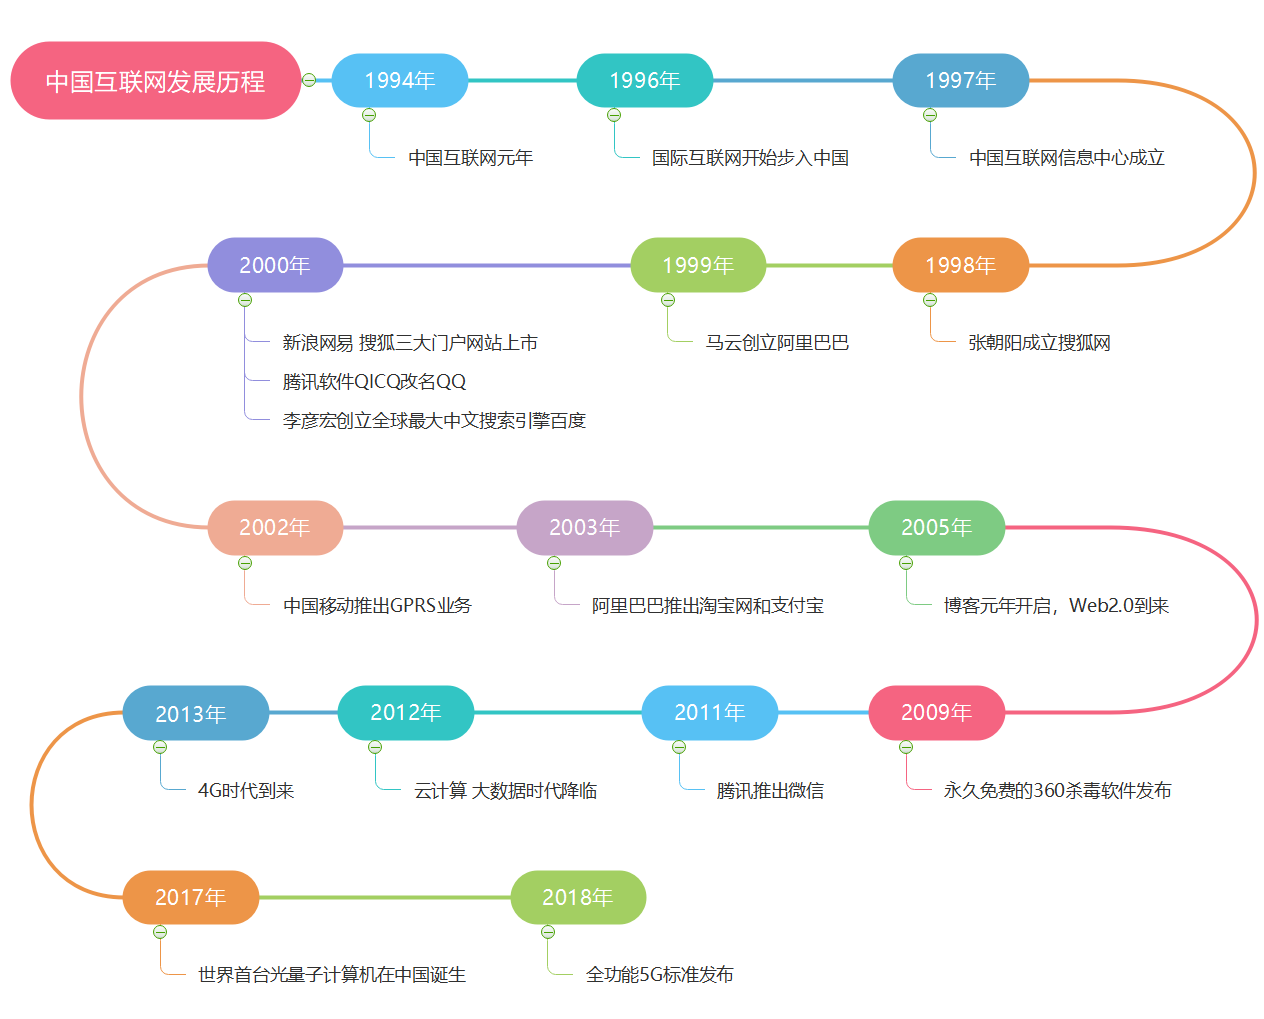 中国互联网发展历程
1994年
中国互联网元年
1996年
国际互联网开始步入中国
1997年
中国互联网信息中心成立
1998年
张朝阳成立搜狐网
1999年
马云创立阿里巴巴
2000年
新浪网易 搜狐三大门户网站上市
腾讯软件QICQ改名QQ
李彦宏创立全球最大中文搜索引擎百度
2002年
中国移动推出GPRS业务
2003年
阿里巴巴推出淘宝网和支付宝
2005年
博客元年开启，Web2.0到来
2009年
永久免费的360杀毒软件发布
2011年
腾讯推出微信
2012年
云计算 大数据时代降临
2013年
4G时代到来
2017年
世界首台光量子计算机在中国诞生
2018年
全功能5G标准发布